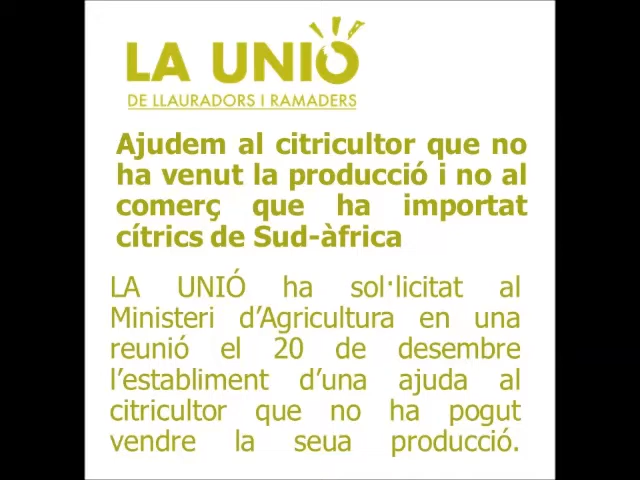 LA UNIÓ
DE LLAURADORS I RAMADERS
Ajudem al citricultor que no
ha venut la producció i no al
comerç que ha importat
cítrics de Sud-àfrica
LA UNIÓ ha sol·licitat al
Ministeri d’Agricultura en una
reunió el 20 de desembre
l’establiment d’una ajuda al
citricultor que no ha pogut
vendre la seua producció.